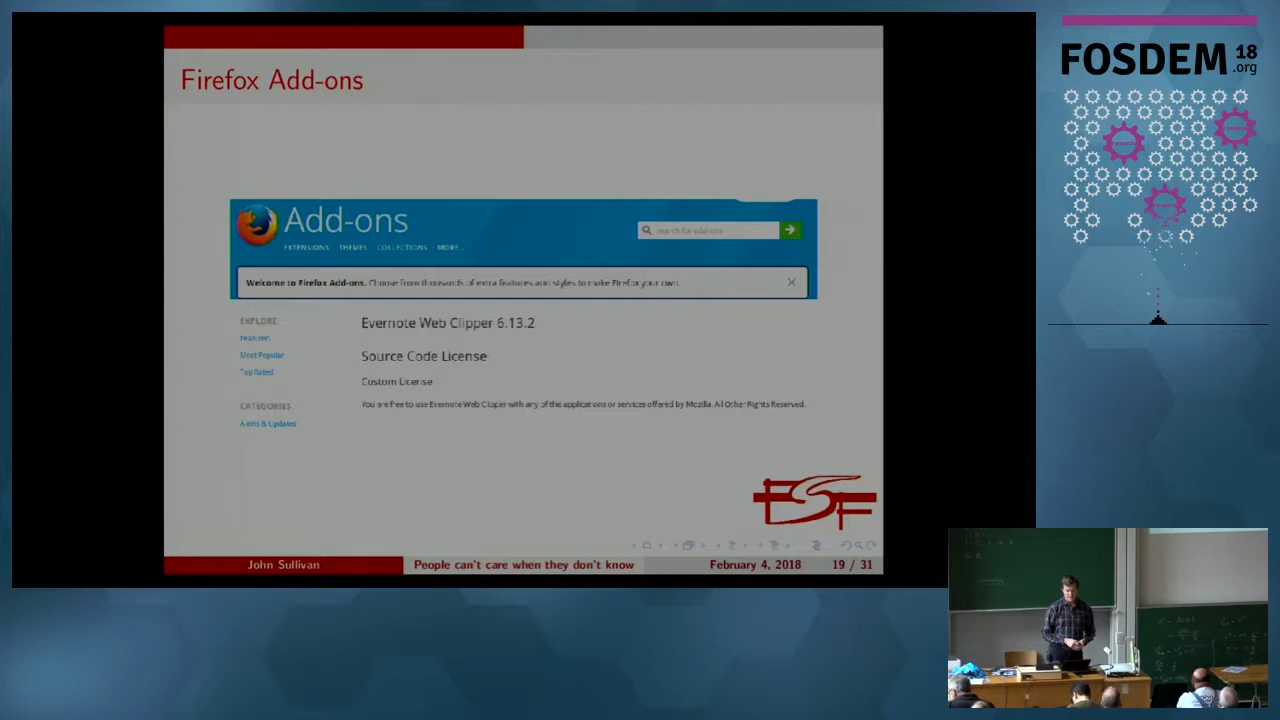 Firefox Add-ons
Add-ons
search for add-ons
EXTENSIONS THEMES COLLECTIONS MORE...
Welcome to Firefox Add-ons. Choose from thousands of extra features and styles to make Firefox your own.
EXPLORE
Featured
Most Popular
Top Rated
CATEGORIES
Alerts & Updates
Evernote Web Clipper 6.13.2
Source Code License
Custom License
You are free to use Evernote Web Clipper with any of the applications or services offered by Mozilla. All Other Rights Reserved.
FSF
John Sullivan
People can't care when they don't know
February 4, 2018
19 / 31
FOSDEM 18
.org